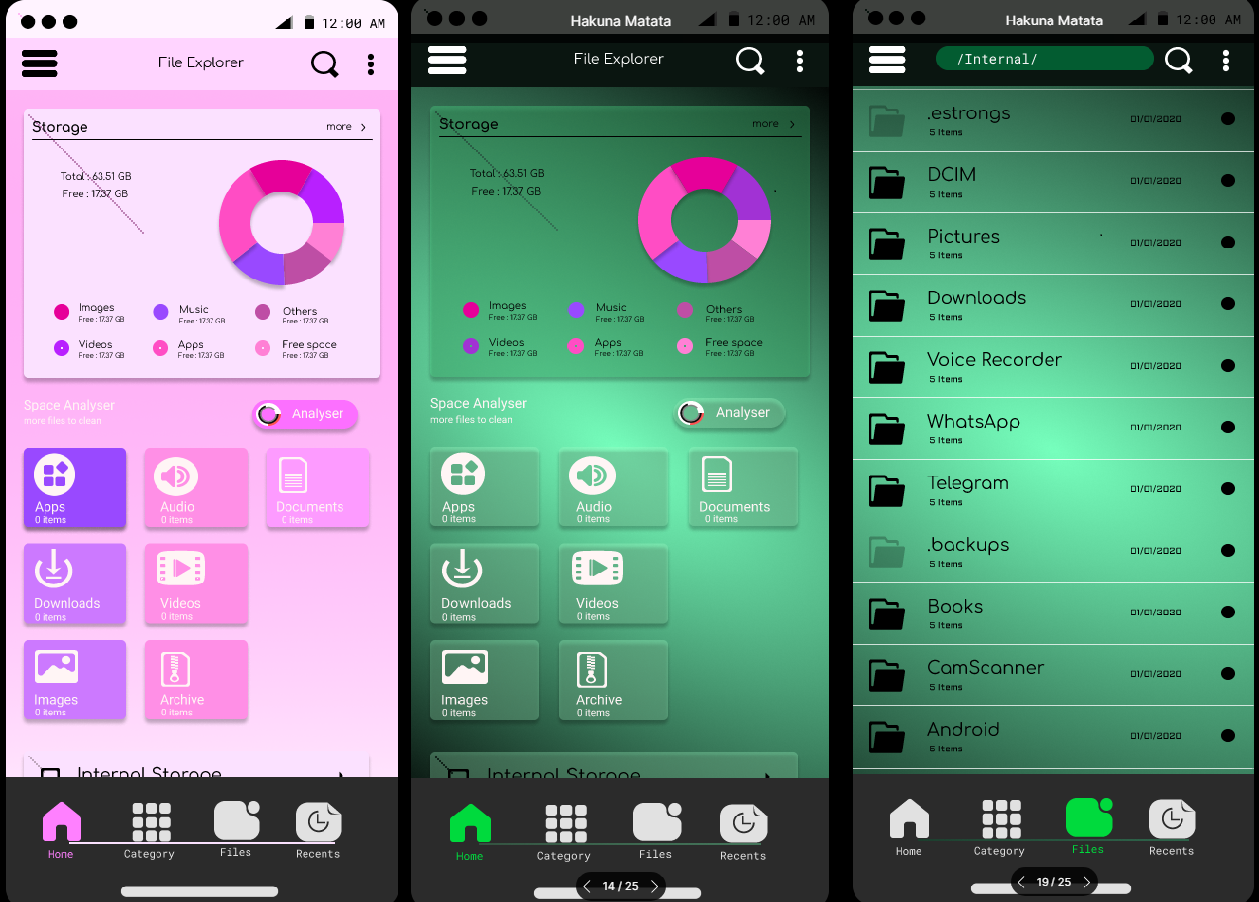 12:00 AM
File Explorer
Storage
more
Total : 63.51 GB
Free : 17.37 GB
Images
Free : 17.37 GB
Music
Free : 17.37 GB
Others
Free : 17.37 GB
Videos
Free : 17.37 GB
Apps
Free : 17.37 GB
Free space
Free : 17.37 GB
Space Analyser
more files to clean
Analyser
Apps
0 items
Audio
0 items
Documents
0 items
Downloads
0 items
Videos
0 items
Images
0 items
Archive
0 items
Internal Storage
Home
Category
Files
Recents
Hakuna Matata
12:00 AM
File Explorer
Storage
more
Total : 63.51 GB
Free : 17.37 GB
Images
Free : 17.37 GB
Music
Free : 17.37 GB
Others
Free : 17.37 GB
Videos
Free : 17.37 GB
Apps
Free : 17.37 GB
Free space
Free : 17.37 GB
Space Analyser
more files to clean
Analyser
Apps
0 items
Audio
0 items
Documents
0 items
Downloads
0 items
Videos
0 items
Images
0 items
Archive
0 items
Internal Storage
Home
Category
Files
Recents
14 / 25
Hakuna Matata
12:00 AM
/Internal/
.estrongs
5 Items
01/01/2020
DCIM
5 Items
01/01/2020
Pictures
5 Items
01/01/2020
Downloads
5 Items
01/01/2020
Voice Recorder
5 Items
01/01/2020
WhatsApp
5 Items
01/01/2020
Telegram
5 Items
01/01/2020
.backups
5 Items
01/01/2020
Books
5 Items
CamScanner
5 Items
01/01/2020
Android
01/01/2020
Home
Category
Files
Recents
19 / 25